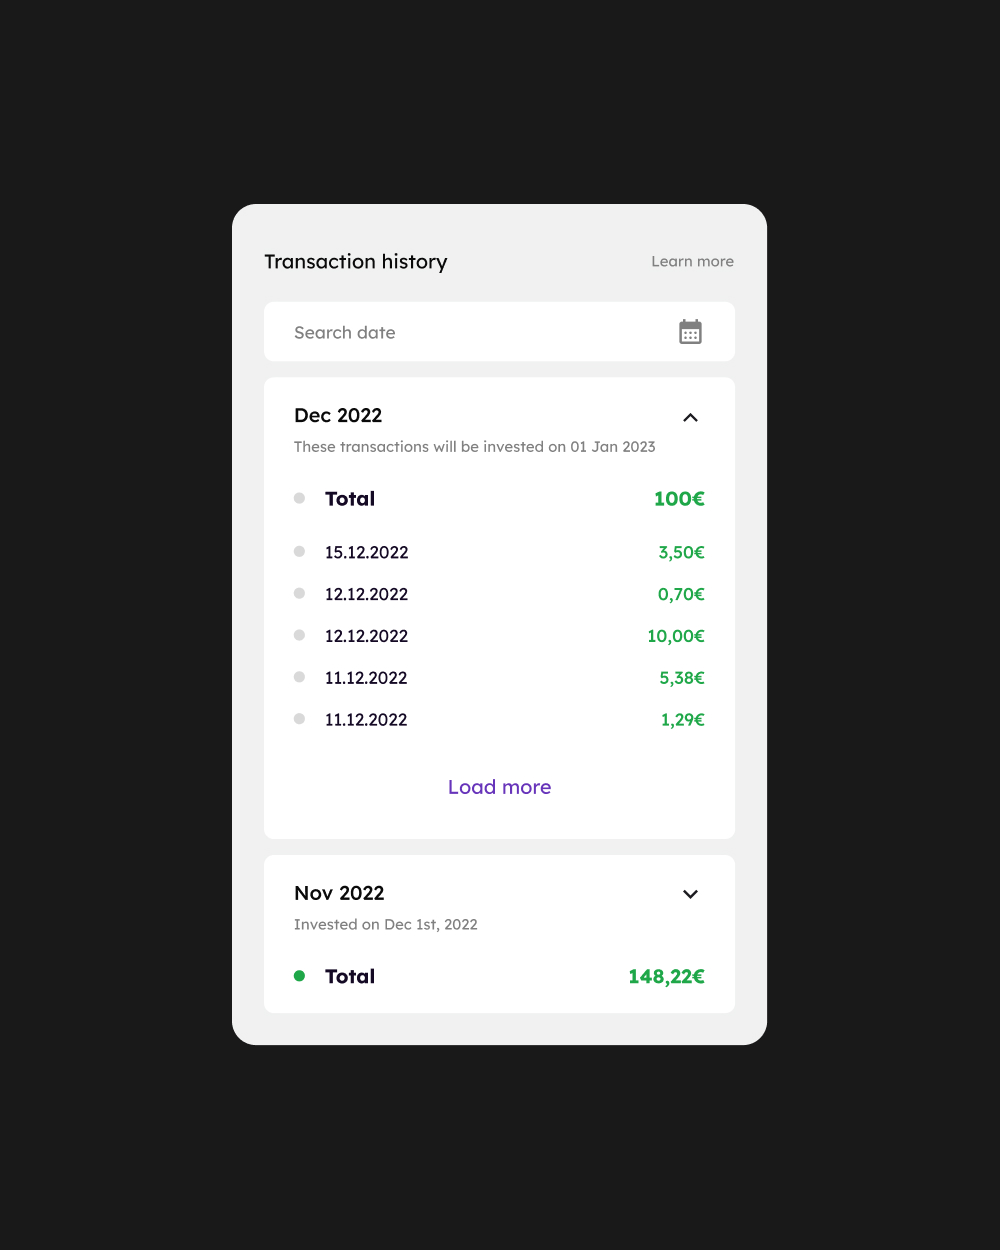 Transaction history Learn more
Search date
Dec 2022
These transactions will be invested on 01 Jan 2023
Total 100€
15.12.2022 3,50€
12.12.2022 0,70€
12.12.2022 10,00€
11.12.2022 5,38€
11.12.2022 1,29€
Load more
Nov 2022
Invested on Dec 1st, 2022
Total 148,22€